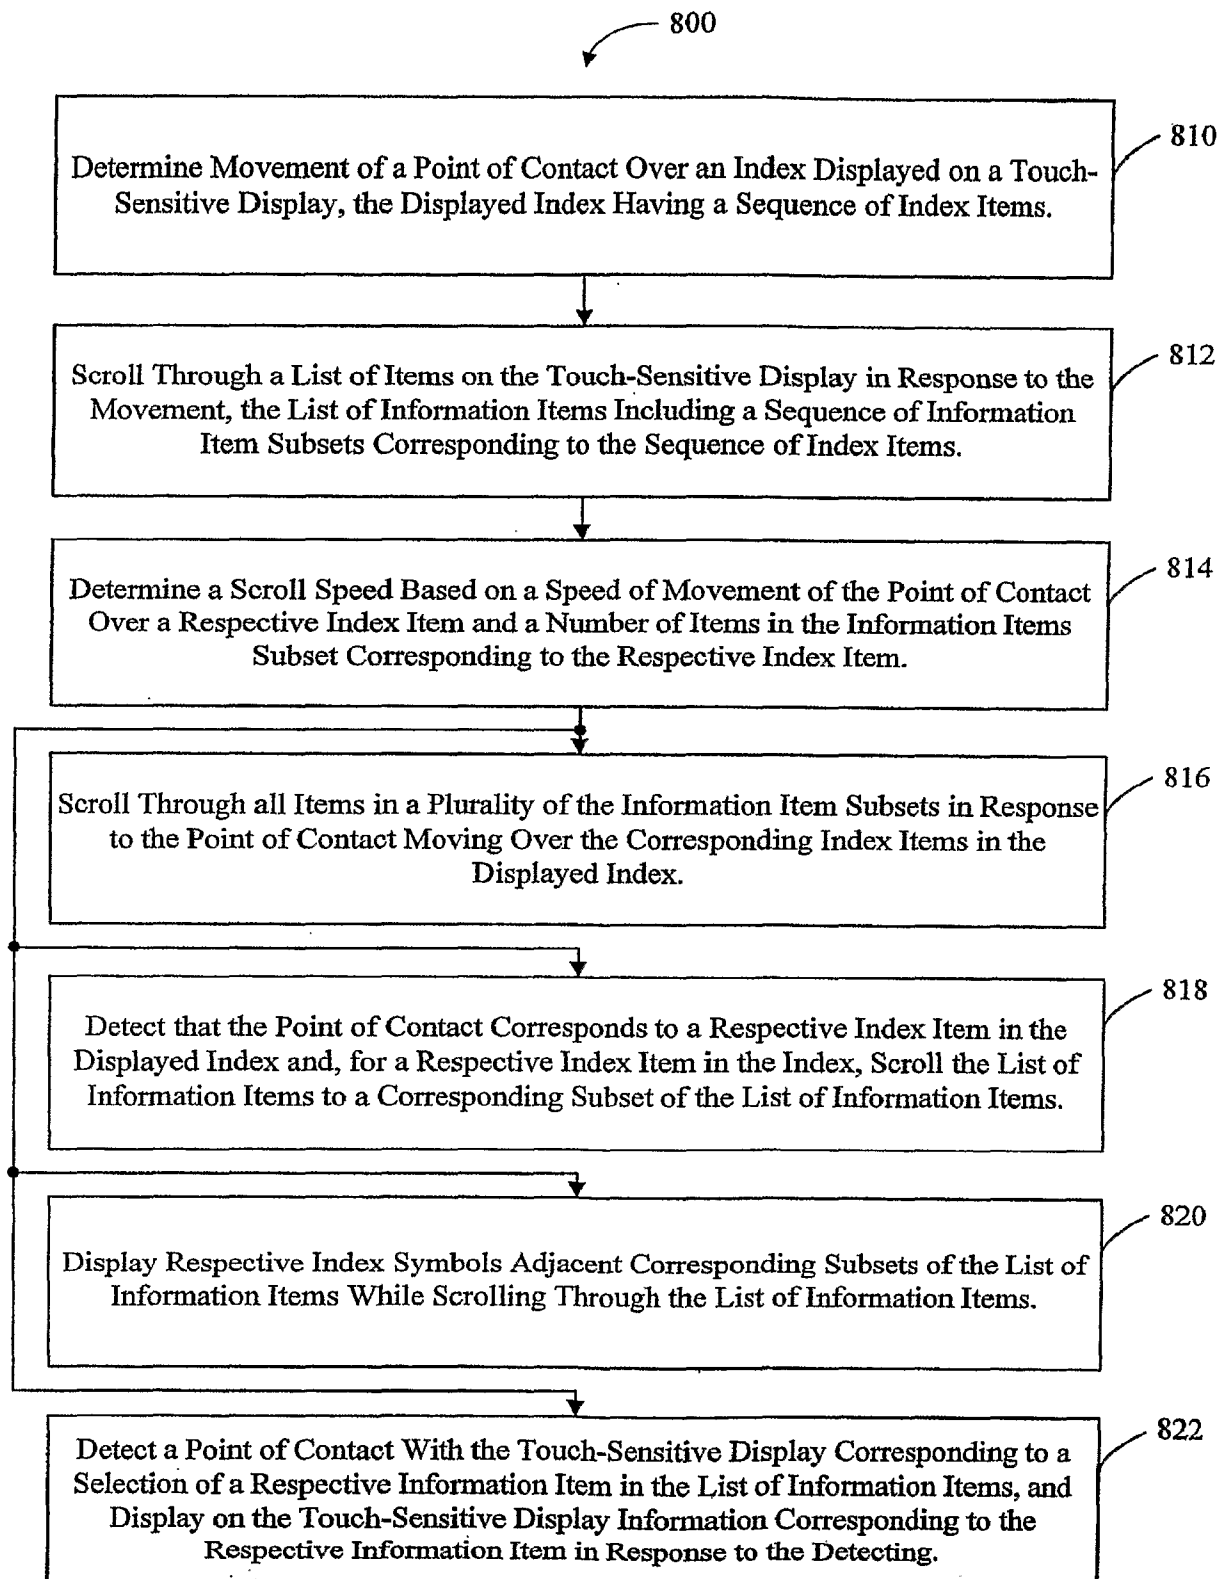 800
810
Determine Movement of a Point of Contact Over an Index Displayed on a Touch-
Sensitive Display, the Displayed Index Having a Sequence of Index Items.
812
Scroll Through a List of Items on the Touch-Sensitive Display in Response to the
Movement, the List of Information Items Including a Sequence of Information
Item Subsets Corresponding to the Sequence of Index Items.
814
Determine a Scroll Speed Based on a Speed of Movement of the Point of Contact
Over a Respective Index Item and a Number of Items in the Information Items
Subset Corresponding to the Respective Index Item.
816
Scroll Through all Items in a Plurality of the Information Item Subsets in Response
to the Point of Contact Moving Over the Corresponding Index Items in the
Displayed Index.
818
Detect that the Point of Contact Corresponds to a Respective Index Item in the
Displayed Index and, for a Respective Index Item in the Index, Scroll the List of
Information Items to a Corresponding Subset of the List of Information Items.
820
Display Respective Index Symbols Adjacent Corresponding Subsets of the List of
Information Items While Scrolling Through the List of Information Items.
822
Detect a Point of Contact With the Touch-Sensitive Display Corresponding to a
Selection of a Respective Information Item in the List of Information Items, and
Display on the Touch-Sensitive Display Information Corresponding to the
Respective Information Item in Response to the Detecting.